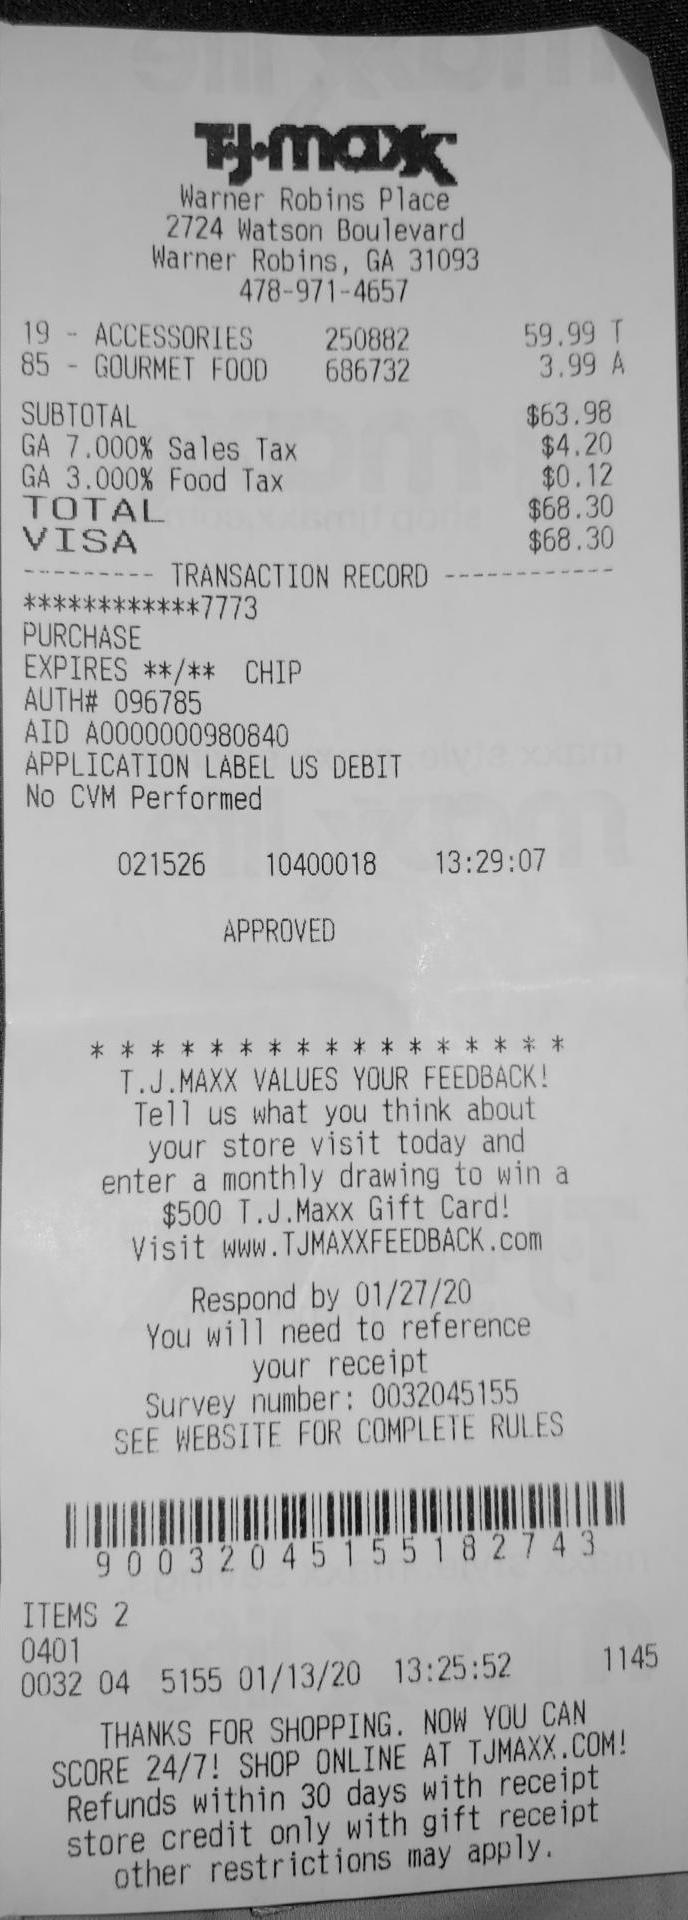 T·J·maxx
Warner Robins Place
2724 Watson Boulevard
Warner Robins, GA 31093
478-971-4657
19 - ACCESSORIES 250882 59.99 T
85 - GOURMET FOOD 686732 3.99 A
SUBTOTAL $63.98
GA 7.000% Sales Tax $4.20
GA 3.000% Food Tax $0.12
TOTAL $68.30
VISA $68.30
--------- TRANSACTION RECORD ------------
************7773
PURCHASE
EXPIRES **/** CHIP
AUTH# 096785
AID A0000000980840
APPLICATION LABEL US DEBIT
No CVM Performed
021526 10400018 13:29:07
APPROVED
* * * * * * * * * * * * * * * * *
T.J.MAXX VALUES YOUR FEEDBACK!
Tell us what you think about
your store visit today and
enter a monthly drawing to win a
$500 T.J.Maxx Gift Card!
Visit www.TJMAXXFEEDBACK.com
Respond by 01/27/20
You will need to reference
your receipt
Survey number: 0032045155
SEE WEBSITE FOR COMPLETE RULES
90032045155182743
ITEMS 2
0401
0032 04 5155 01/13/20 13:25:52 1145
THANKS FOR SHOPPING. NOW YOU CAN
SCORE 24/7! SHOP ONLINE AT TJMAXX.COM!
Refunds within 30 days with receipt
store credit only with gift receipt
other restrictions may apply.